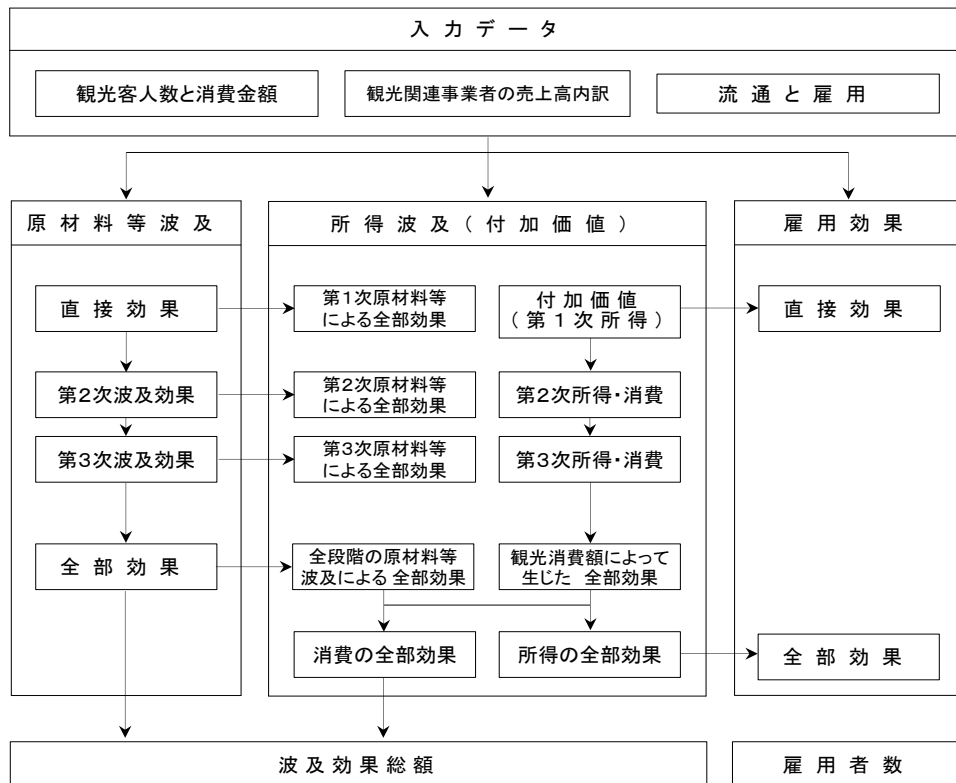 入力データ
観光客人数と消費金額
観光関連事業者の売上高内訳
流通と雇用
原材料等波及
所得波及(付加価値)
雇用効果
直接効果
第1次原材料等
による全部効果
付加価値
(第1次所得)
直接効果
第2次波及効果
第2次原材料等
による全部効果
第2次所得・消費
第3次波及効果
第3次原材料等
による全部効果
第3次所得・消費
全部効果
全段階の原材料等
波及による 全部効果
観光消費額によって
生じた 全部効果
消費の全部効果
所得の全部効果
全部効果
波及効果総額
雇用者数